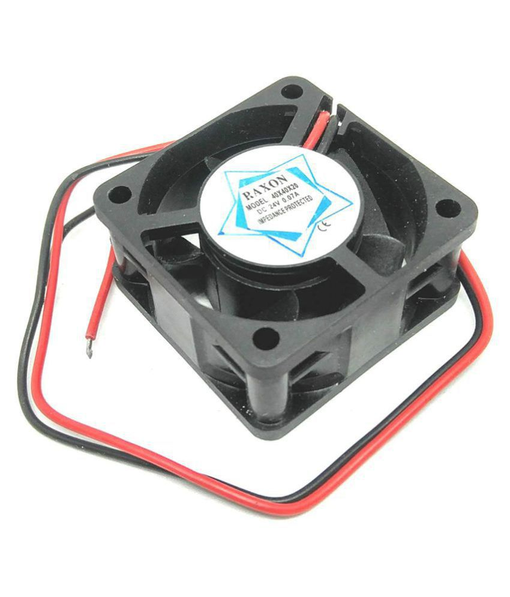 RAXON
MODEL 40X40X20
DC 24V 0.07A
IMPEDANCE PROTECTED
CE